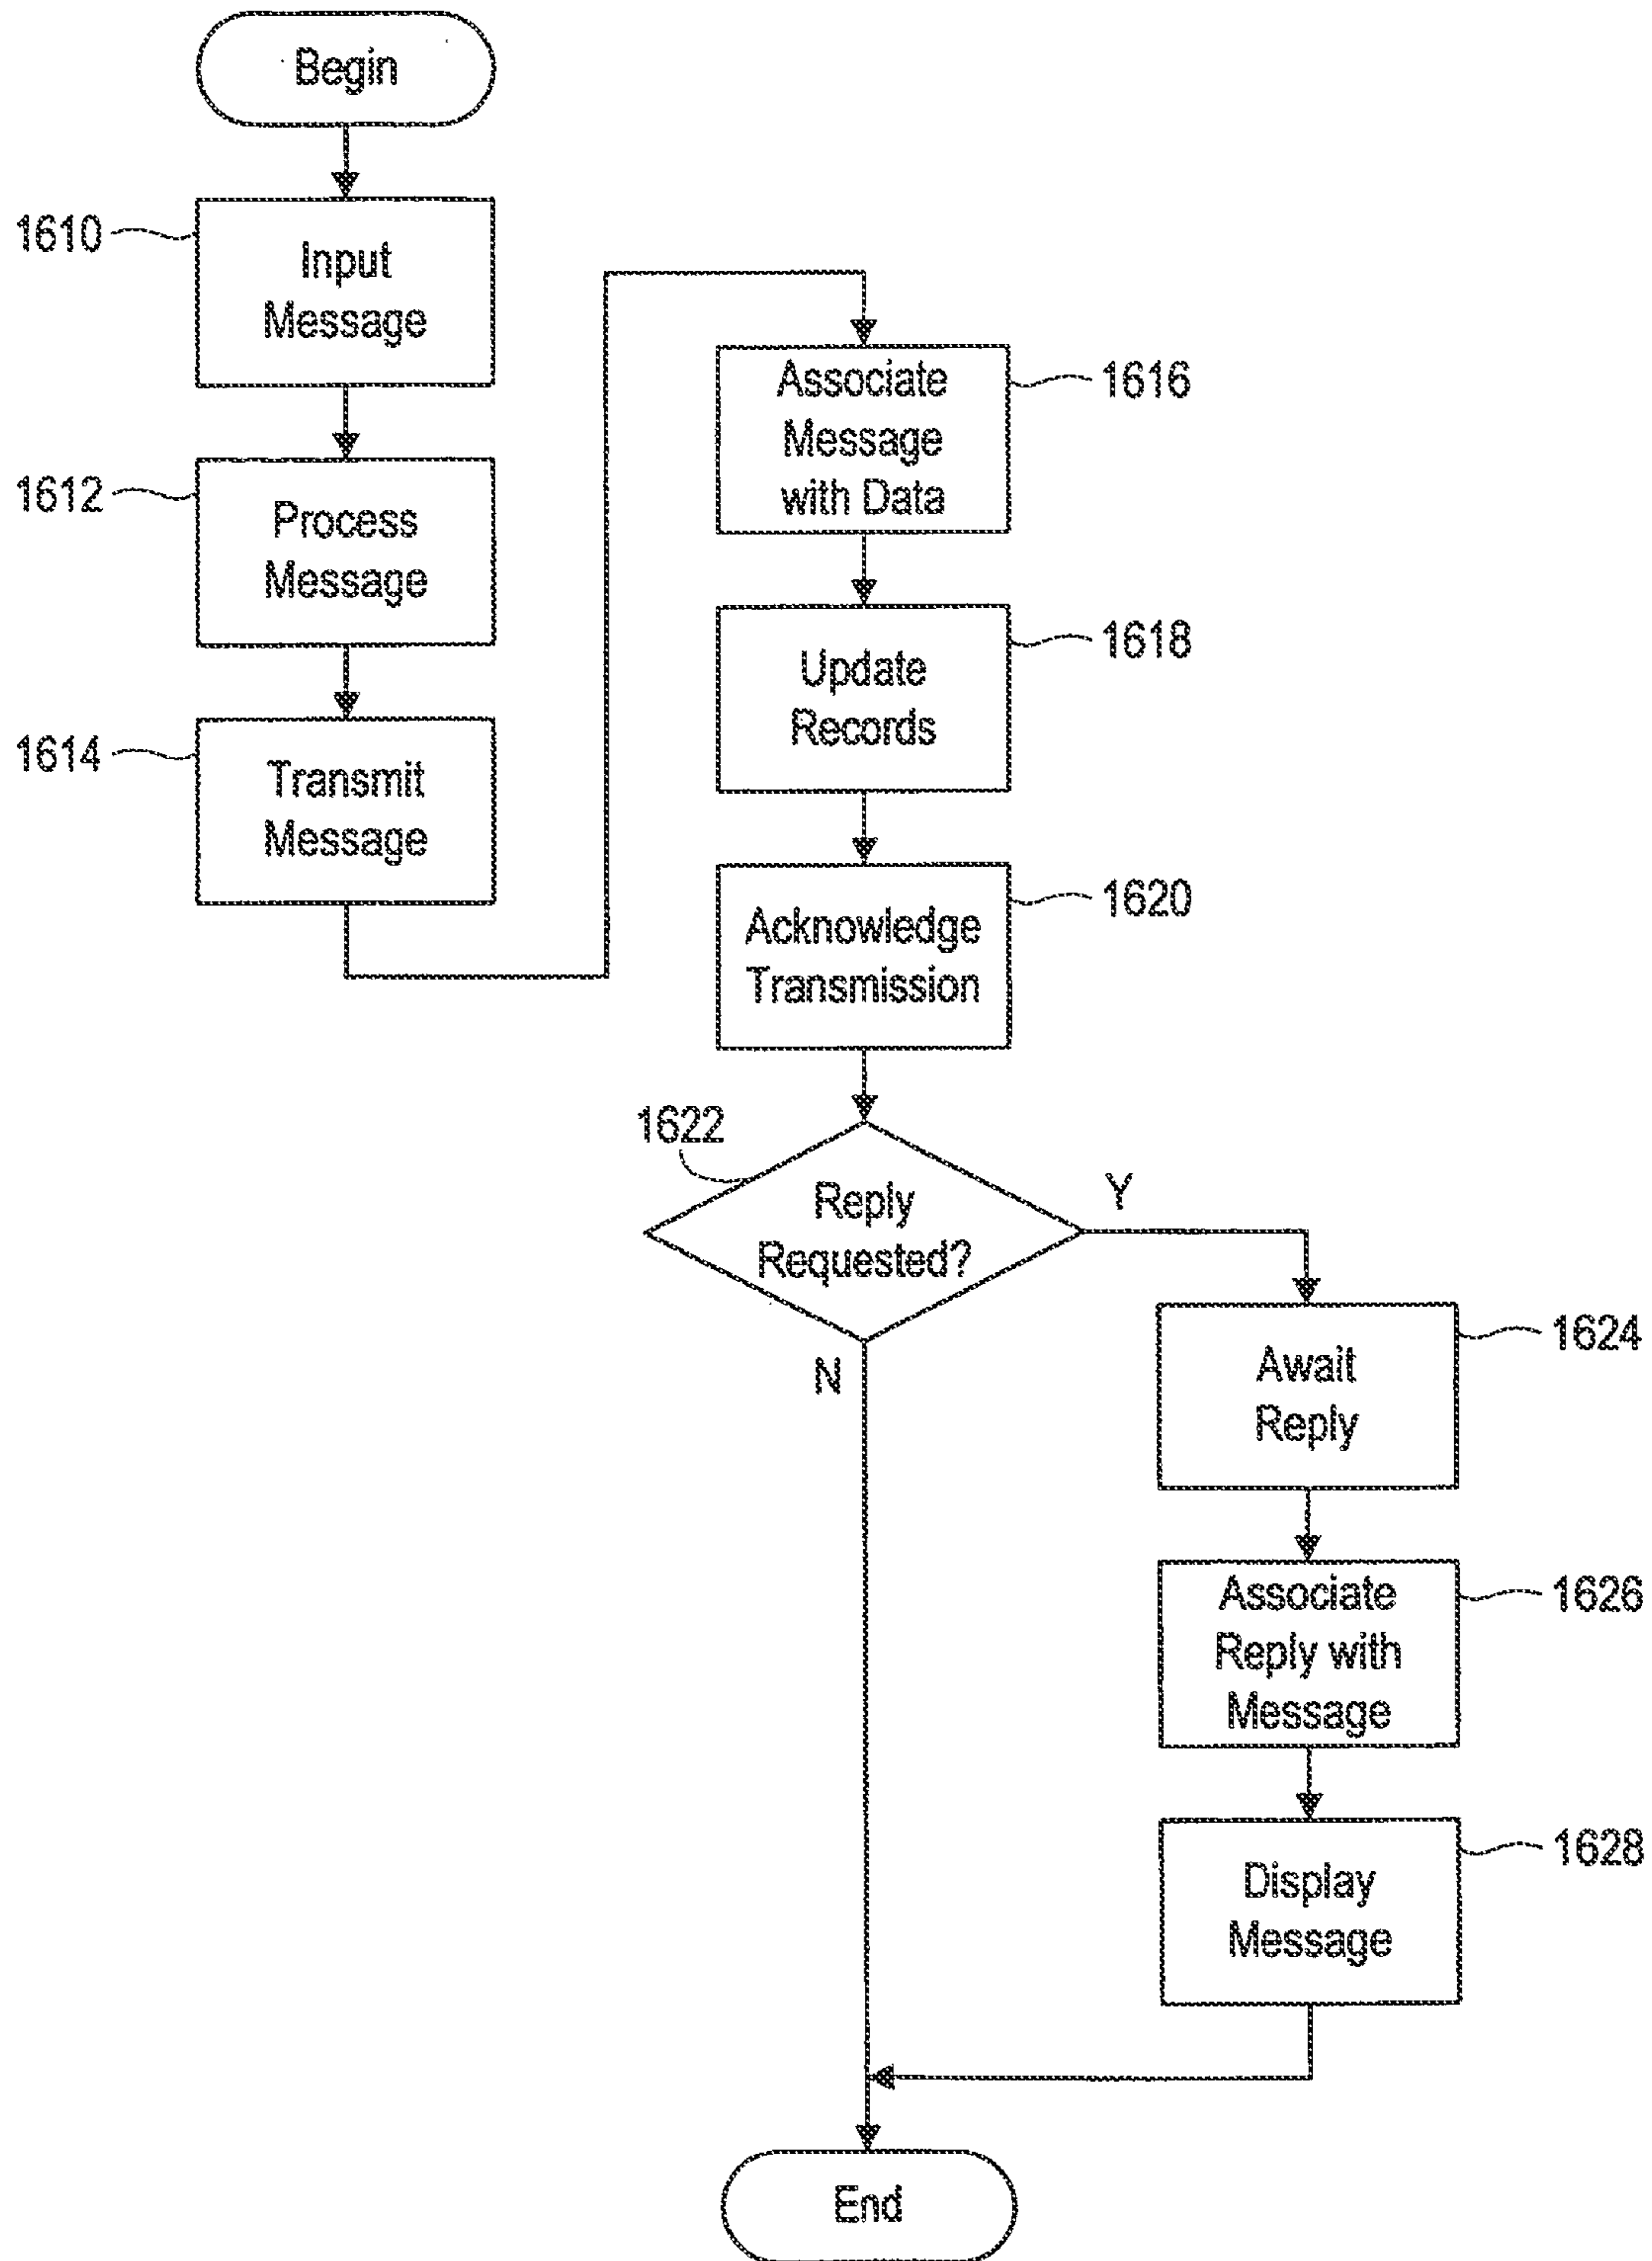 Begin
1610
Input
Message
1612
Process
Message
1614
Transmit
Message
Associate
Message
with Data
1616
Update
Records
1618
Acknowledge
Transmission
1620
1622
Reply
Requested?
Y
N
Await
Reply
1624
Associate
Reply with
Message
1626
Display
Message
1628
End